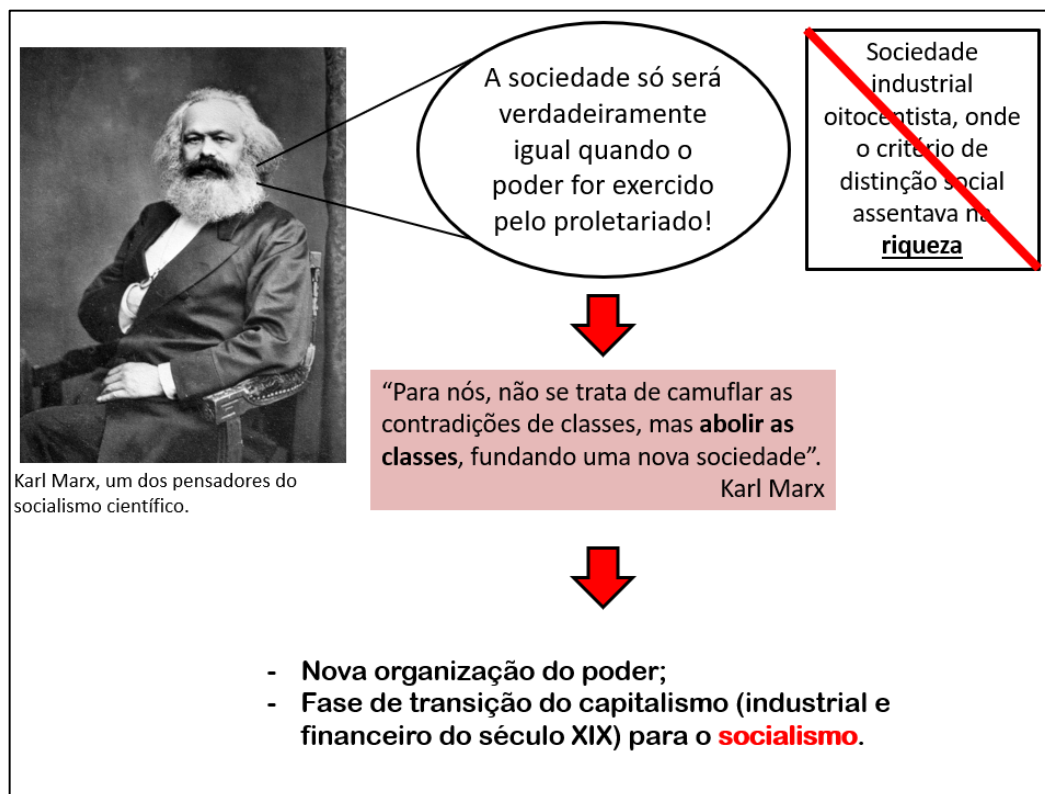 A sociedade só será
verdadeiramente
igual quando o
poder for exercido
pelo proletariado!
Sociedade
industrial
oitocentista, onde
o critério de
distinção social
assentava na
riqueza
Karl Marx, um dos pensadores do
socialismo científico.
“Para nós, não se trata de camuflar as
contradições de classes, mas abolir as
classes, fundando uma nova sociedade”.
Karl Marx
- Nova organização do poder;
- Fase de transição do capitalismo (industrial e
financeiro do século XIX) para o socialismo.